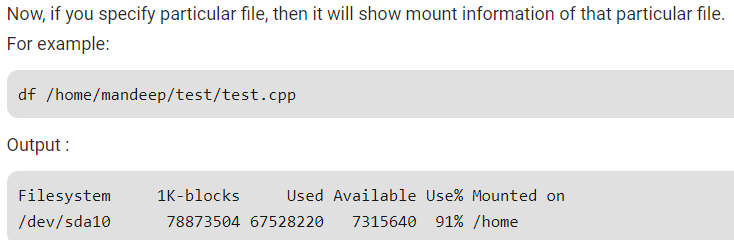 Now, if you specify particular file, then it will show mount information of that particular file.
For example:
df /home/mandeep/test/test.cpp
Output :
Filesystem     1K-blocks     Used Available Use% Mounted on
/dev/sda10      78873504 67528220   7315640  91% /home